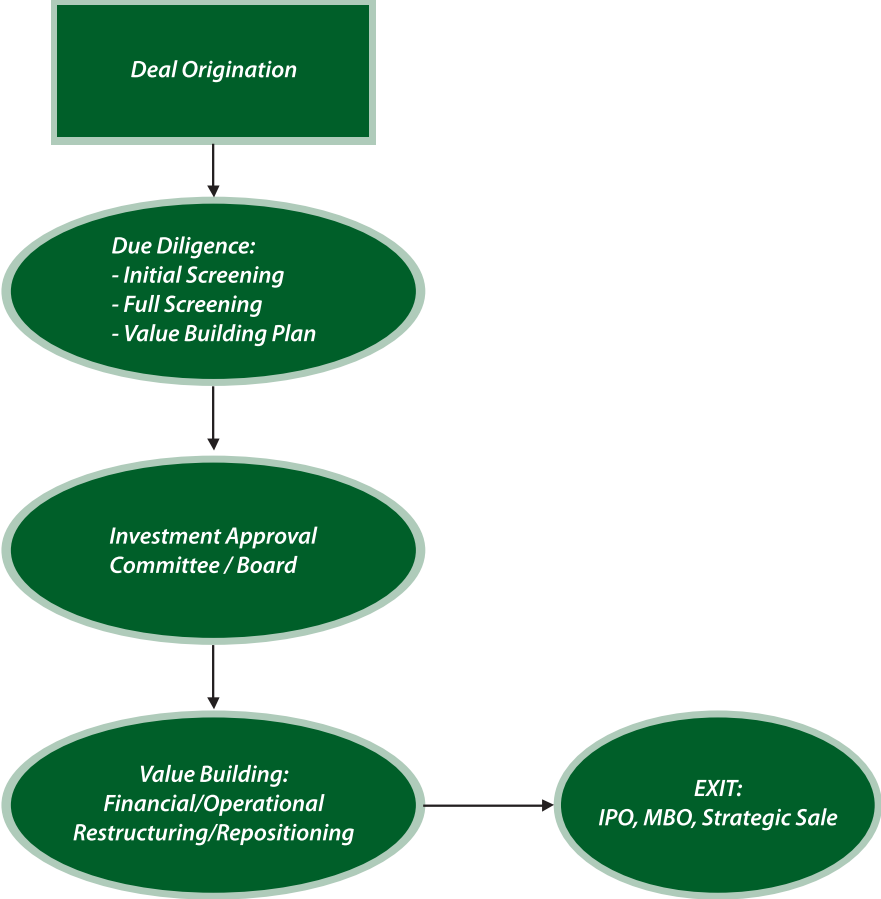 Deal Origination
Due Diligence:
- Initial Screening
- Full Screening
- Value Building Plan
Investment Approval
Committee / Board
Value Building:
Financial/Operational
Restructuring/Repositioning
EXIT:
IPO, MBO, Strategic Sale